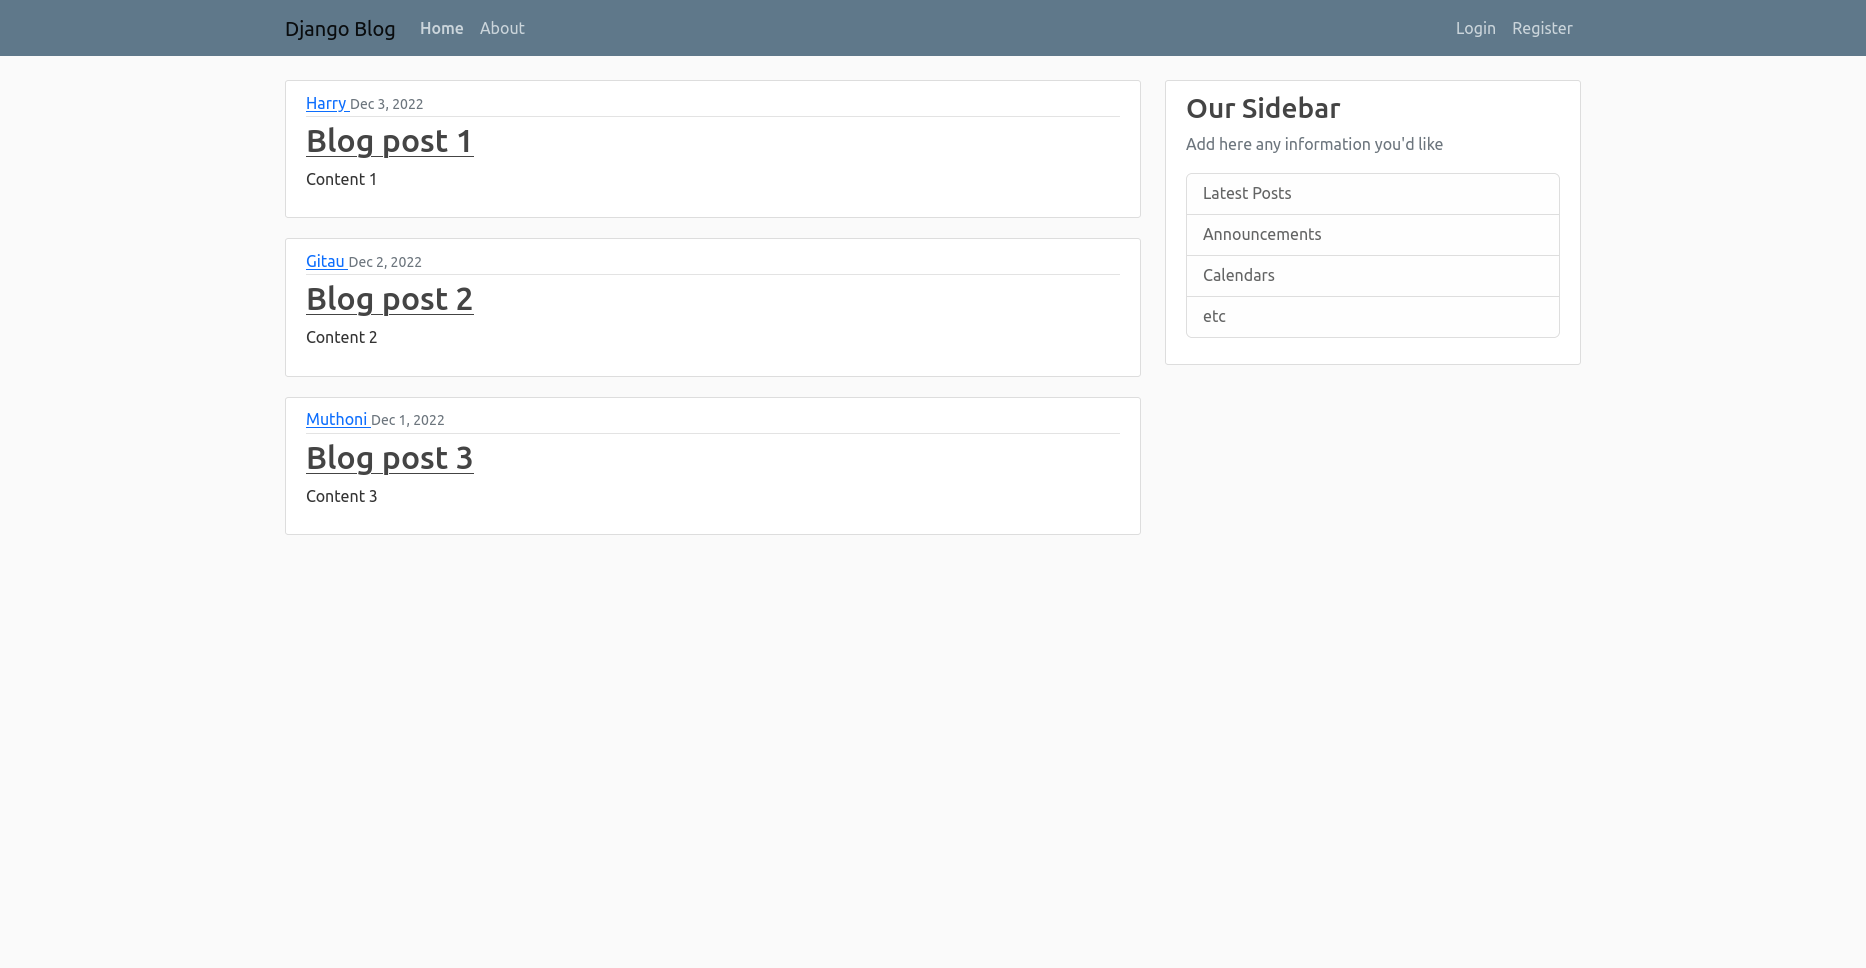 Django Blog Home About Login Register
Harry Dec 3, 2022
Blog post 1
Content 1
Gitau Dec 2, 2022
Blog post 2
Content 2
Muthoni Dec 1, 2022
Blog post 3
Content 3
Our Sidebar
Add here any information you'd like
Latest Posts
Announcements
Calendars
etc